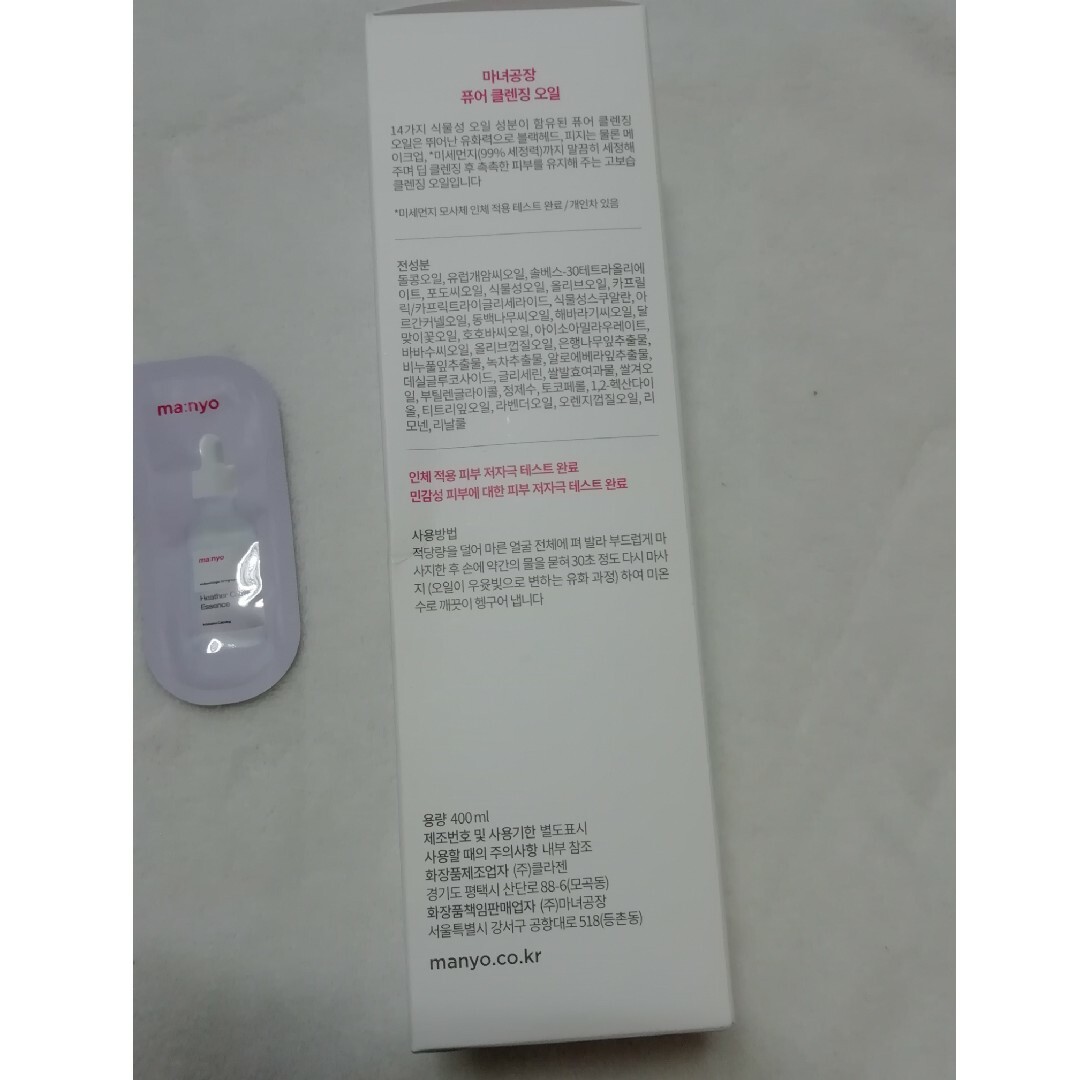 마녀공장
퓨어 클렌징 오일
14가지 식물성 오일 성분이 함유된 퓨어 클렌징
오일은 뛰어난 유화력으로 블랙헤드, 피지는 물론 메
이크업, *미세먼지(99% 세정력)까지 말끔히 세정해
주며 딥 클렌징 후 촉촉한 피부를 유지해 주는 고보습
클렌징 오일입니다
*미세먼지 모사체 인체 적용 테스트 완료 / 개인차 있음
전성분
돌콩오일, 유럽개암씨오일, 솔베스-30테트라올리에
이트, 포도씨오일, 식물성오일, 올리브오일, 카프릴
릭/카프릭트라이글리세라이드, 식물성스쿠알란, 아
르간커넬오일, 동백나무씨오일, 해바라기씨오일, 달
맞이꽃오일, 호호바씨오일, 아이소아밀라우레이트,
바바수씨오일, 올리브껍질오일, 은행나무잎추출물,
비누풀잎추출물, 녹차추출물, 알로에베라잎추출물,
데실글루코사이드, 글리세린, 쌀발효여과물, 쌀겨오
일, 부틸렌글라이콜, 정제수, 토코페롤, 1,2-헥산다이
올, 티트리잎오일, 라벤더오일, 오렌지껍질오일, 리
모넨, 리날룰
인체 적용 피부 저자극 테스트 완료
민감성 피부에 대한 피부 저자극 테스트 완료
사용방법
적당량을 덜어 마른 얼굴 전체에 펴 발라 부드럽게 마
사지한 후 손에 약간의 물을 묻혀 30초 정도 다시 마사
지 (오일이 우윳빛으로 변하는 유화 과정) 하여 미온
수로 깨끗이 헹구어 냅니다
용량 400ml
제조번호 및 사용기한 별도표시
사용할 때의 주의사항 내부 참조
화장품제조업자 (주)클라젠
경기도 평택시 산단로 88-6(모곡동)
화장품책임판매업자 (주)마녀공장
서울특별시 강서구 공항대로 518(등촌동)
manyo.co.kr
ma:nyo
ma:nyo
Heather
Essence